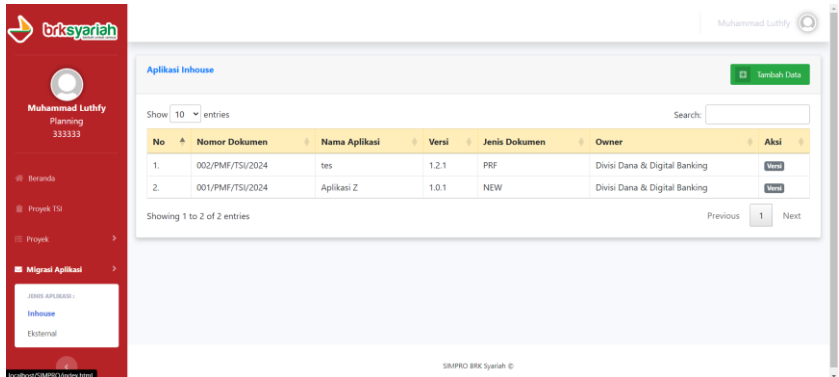 brksyariah
Muhammad Luthfy
Muhammad Luthfy
Planning
333333
Beranda
Proyek TSI
Proyek
Migrasi Aplikasi
JENIS APLIKASI :
Inhouse
Eksternal
localhost/SIMPRO/index.html
Aplikasi Inhouse
Tambah Data
Show 10 entries
Search:
No Nomor Dokumen Nama Aplikasi Versi Jenis Dokumen Owner Aksi
1. 002/PMF/TSI/2024 tes 1.2.1 PRF Divisi Dana & Digital Banking Versi
2. 001/PMF/TSI/2024 Aplikasi Z 1.0.1 NEW Divisi Dana & Digital Banking Versi
Showing 1 to 2 of 2 entries
Previous 1 Next
SIMPRO BRK Syariah ©